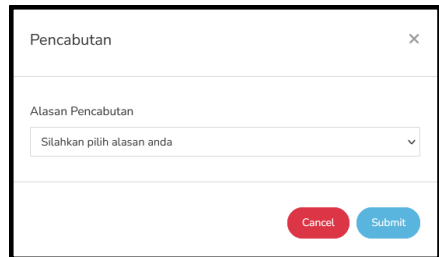 Pencabutan
Alasan Pencabutan
Silahkan pilih alasan anda
Cancel Submit